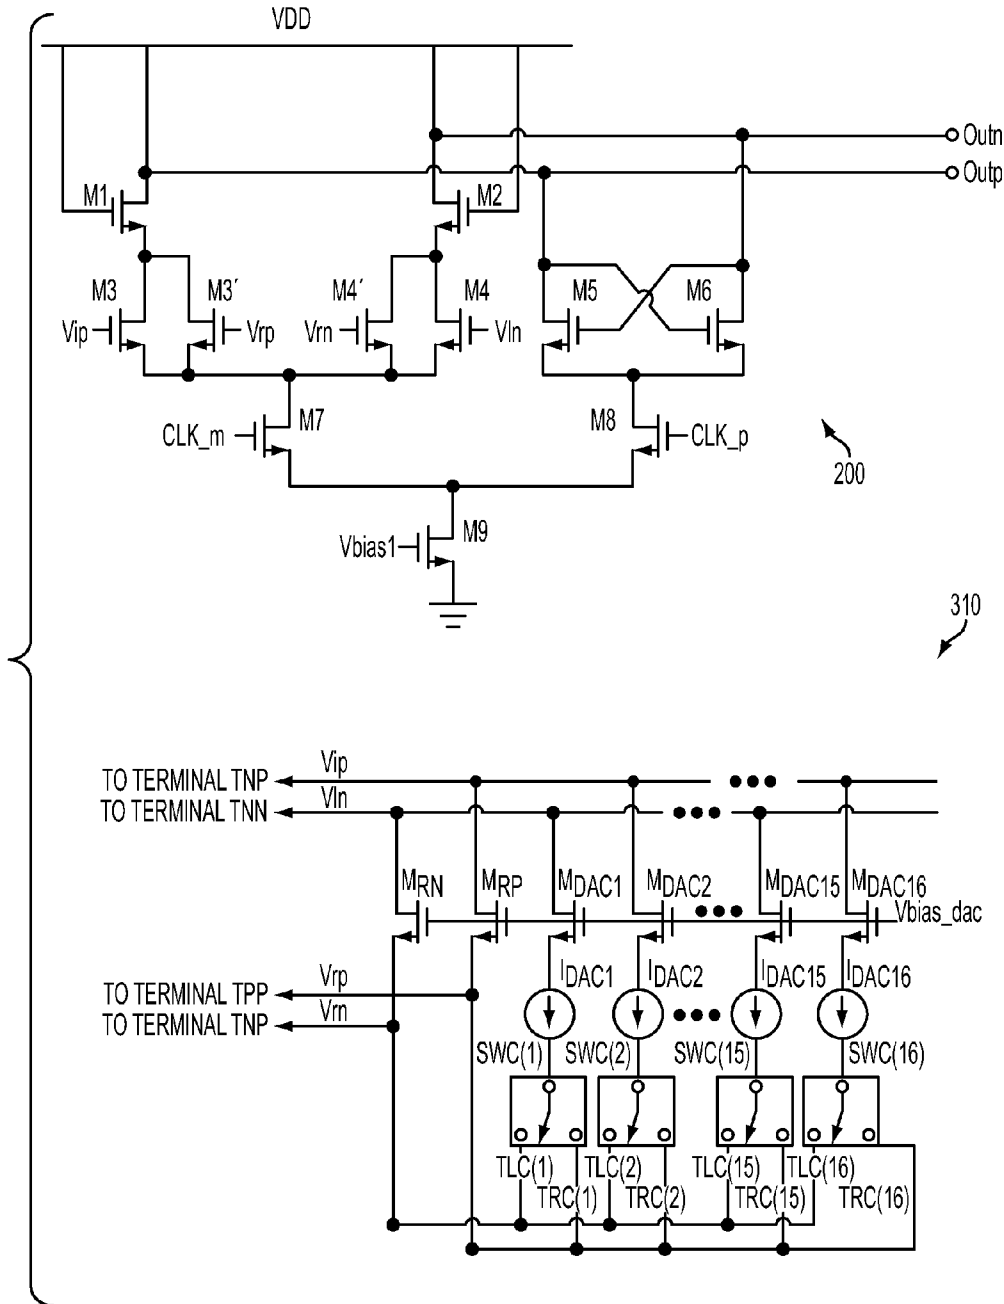 VDD
Outn
Outp
M1
M2
M3
M3´
M4´
M4
M5
M6
Vip
Vrp
Vrn
VIn
CLK_m
M7
M8
CLK_p
200
Vbias1
M9
310
TO TERMINAL TNP
Vip
TO TERMINAL TNN
VIn
MRN
MRP
MDAC1
MDAC2
MDAC15
MDAC16
Vbias_dac
IDAC1
IDAC2
IDAC15
IDAC16
TO TERMINAL TPP
Vrp
TO TERMINAL TNP
Vrn
SWC(1)
SWC(2)
SWC(15)
SWC(16)
TLC(1)
TLC(2)
TLC(15)
TLC(16)
TRC(1)
TRC(2)
TRC(15)
TRC(16)